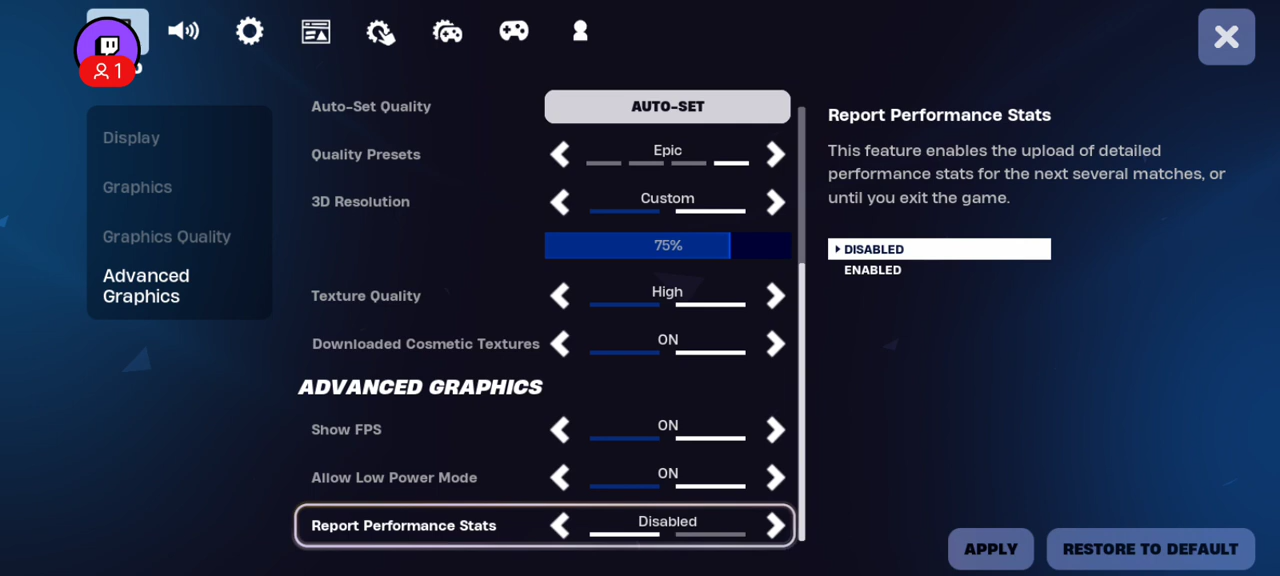 1
Display
Graphics
Graphics Quality
Advanced
Graphics
Auto-Set Quality
AUTO-SET
Quality Presets
Epic
3D Resolution
Custom
75%
Texture Quality
High
Downloaded Cosmetic Textures
ON
ADVANCED GRAPHICS
Show FPS
ON
Allow Low Power Mode
ON
Report Performance Stats
Disabled
Report Performance Stats
This feature enables the upload of detailed
performance stats for the next several matches, or
until you exit the game.
DISABLED
ENABLED
APPLY
RESTORE TO DEFAULT